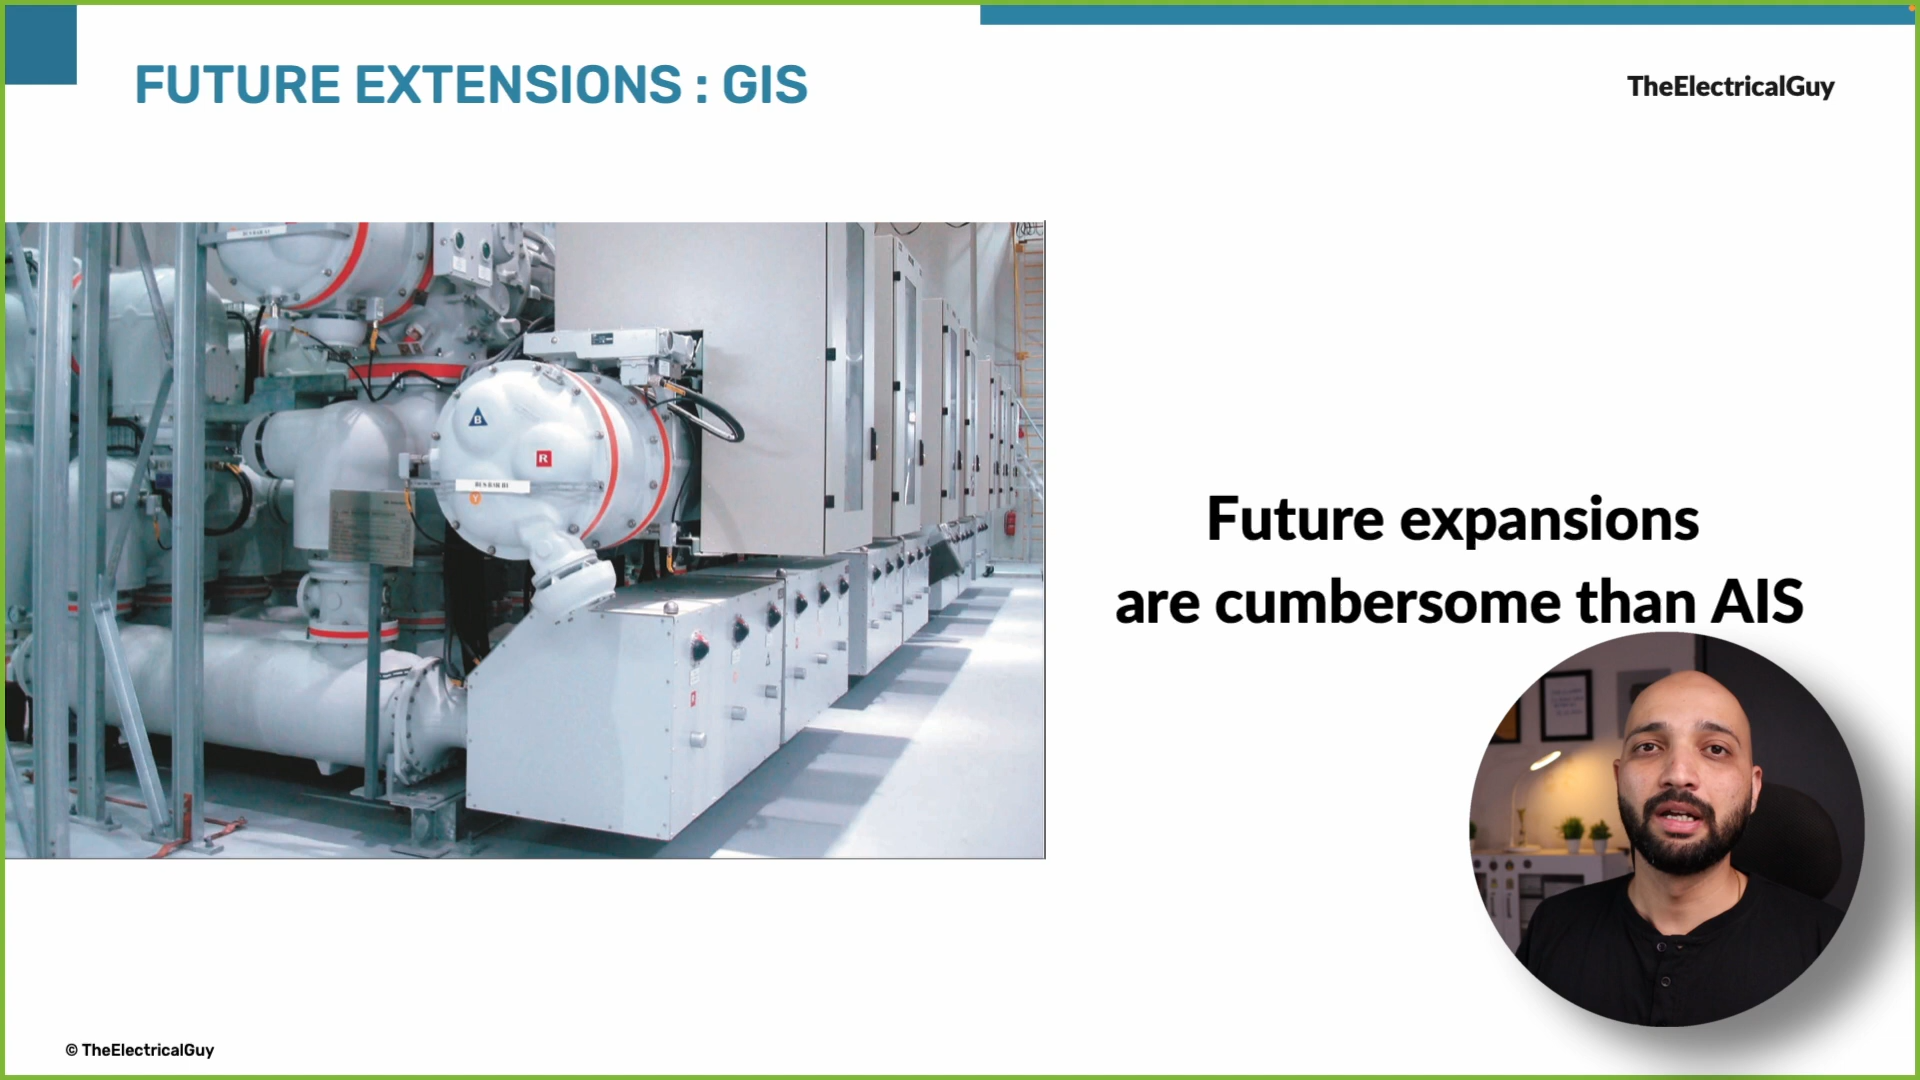 FUTURE EXTENSIONS : GIS
TheElectricalGuy
B
R
Y
Future expansions
are cumbersome than AIS
© TheElectricalGuy